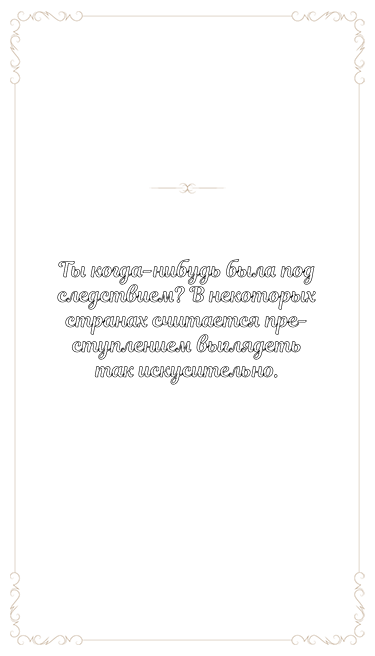 Ты когда-нибудь была под
следствием? В некоторых
странах считается пре-
ступлением выглядеть
так искусительно.